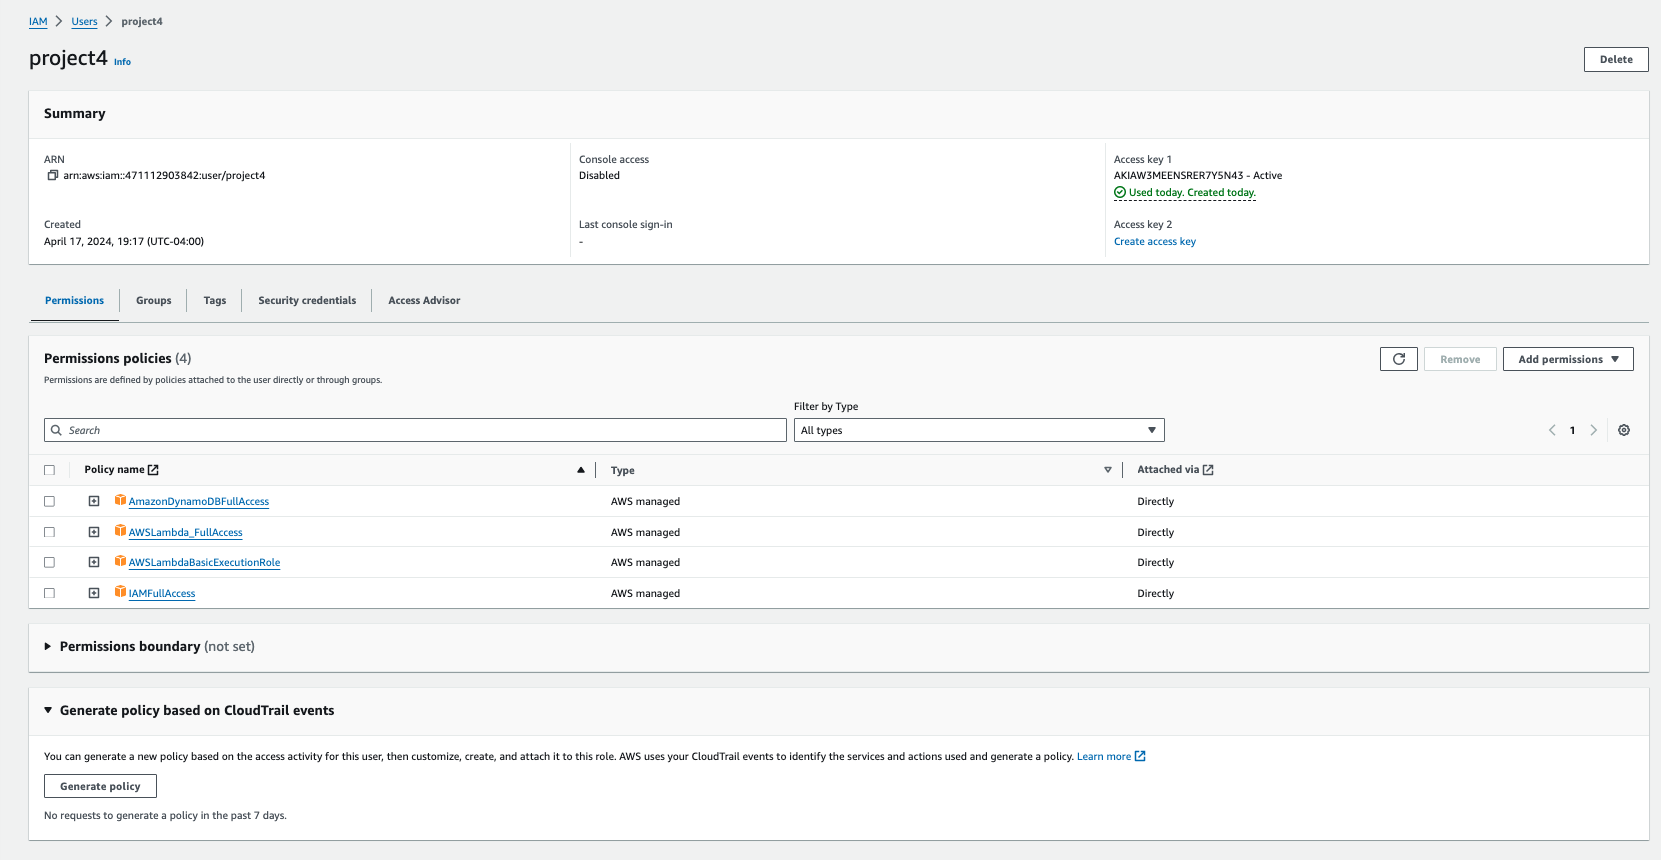 IAM > Users > project4
project4 Info
Delete
Summary
ARN
arn:aws:iam::471112903842:user/project4
Console access
Disabled
Access key 1
AKIAW3MEENSRER7Y5N43 - Active
Used today. Created today.
Created
April 17, 2024, 19:17 (UTC-04:00)
Last console sign-in
-
Access key 2
Create access key
Permissions Groups Tags Security credentials Access Advisor
Permissions policies (4)
Remove Add permissions
Permissions are defined by policies attached to the user directly or through groups.
Filter by Type
Search All types 1
Policy name Type Attached via
AmazonDynamoDBFullAccess AWS managed Directly
AWSLambda_FullAccess AWS managed Directly
AWSLambdaBasicExecutionRole AWS managed Directly
IAMFullAccess AWS managed Directly
Permissions boundary (not set)
Generate policy based on CloudTrail events
You can generate a new policy based on the access activity for this user, then customize, create, and attach it to this role. AWS uses your CloudTrail events to identify the services and actions used and generate a policy. Learn more
Generate policy
No requests to generate a policy in the past 7 days.